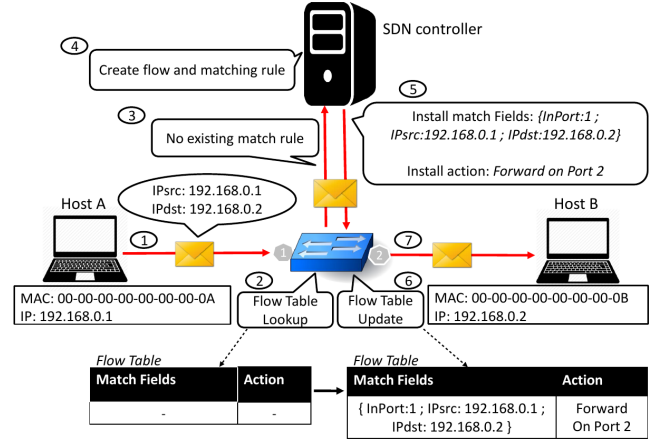 SDN controller
4
Create flow and matching rule
5
Install match Fields: {InPort:1 ;
IPsrc:192.168.0.1 ; IPdst:192.168.0.2}
Install action: Forward on Port 2
3
No existing match rule
IPsrc: 192.168.0.1
IPdst: 192.168.0.2
Host A
Host B
1
1
2
7
2
6
Flow Table
Lookup
Flow Table
Update
MAC: 00-00-00-00-00-00-00-0A
IP: 192.168.0.1
MAC: 00-00-00-00-00-00-00-0B
IP: 192.168.0.2
Flow Table
Match Fields Action
- -
Flow Table
Match Fields Action
{ InPort:1 ; IPsrc: 192.168.0.1 ; Forward
IPdst: 192.168.0.2 } On Port 2